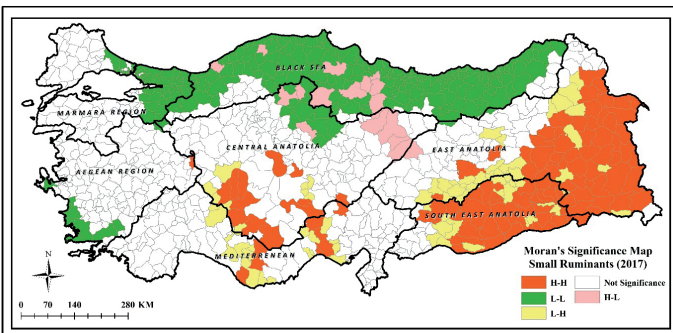 BLACK SEA
MARMARA REGION
CENTRAL ANATOLIA
EAST ANATOLIA
AEGEAN REGION
SOUTH EAST ANATOLIA
MEDITERRENEAN
N
0 70 140 280 KM
Moran's Significance Map
Small Ruminants (2017)
H-H Not Significance
L-L H-L
L-H